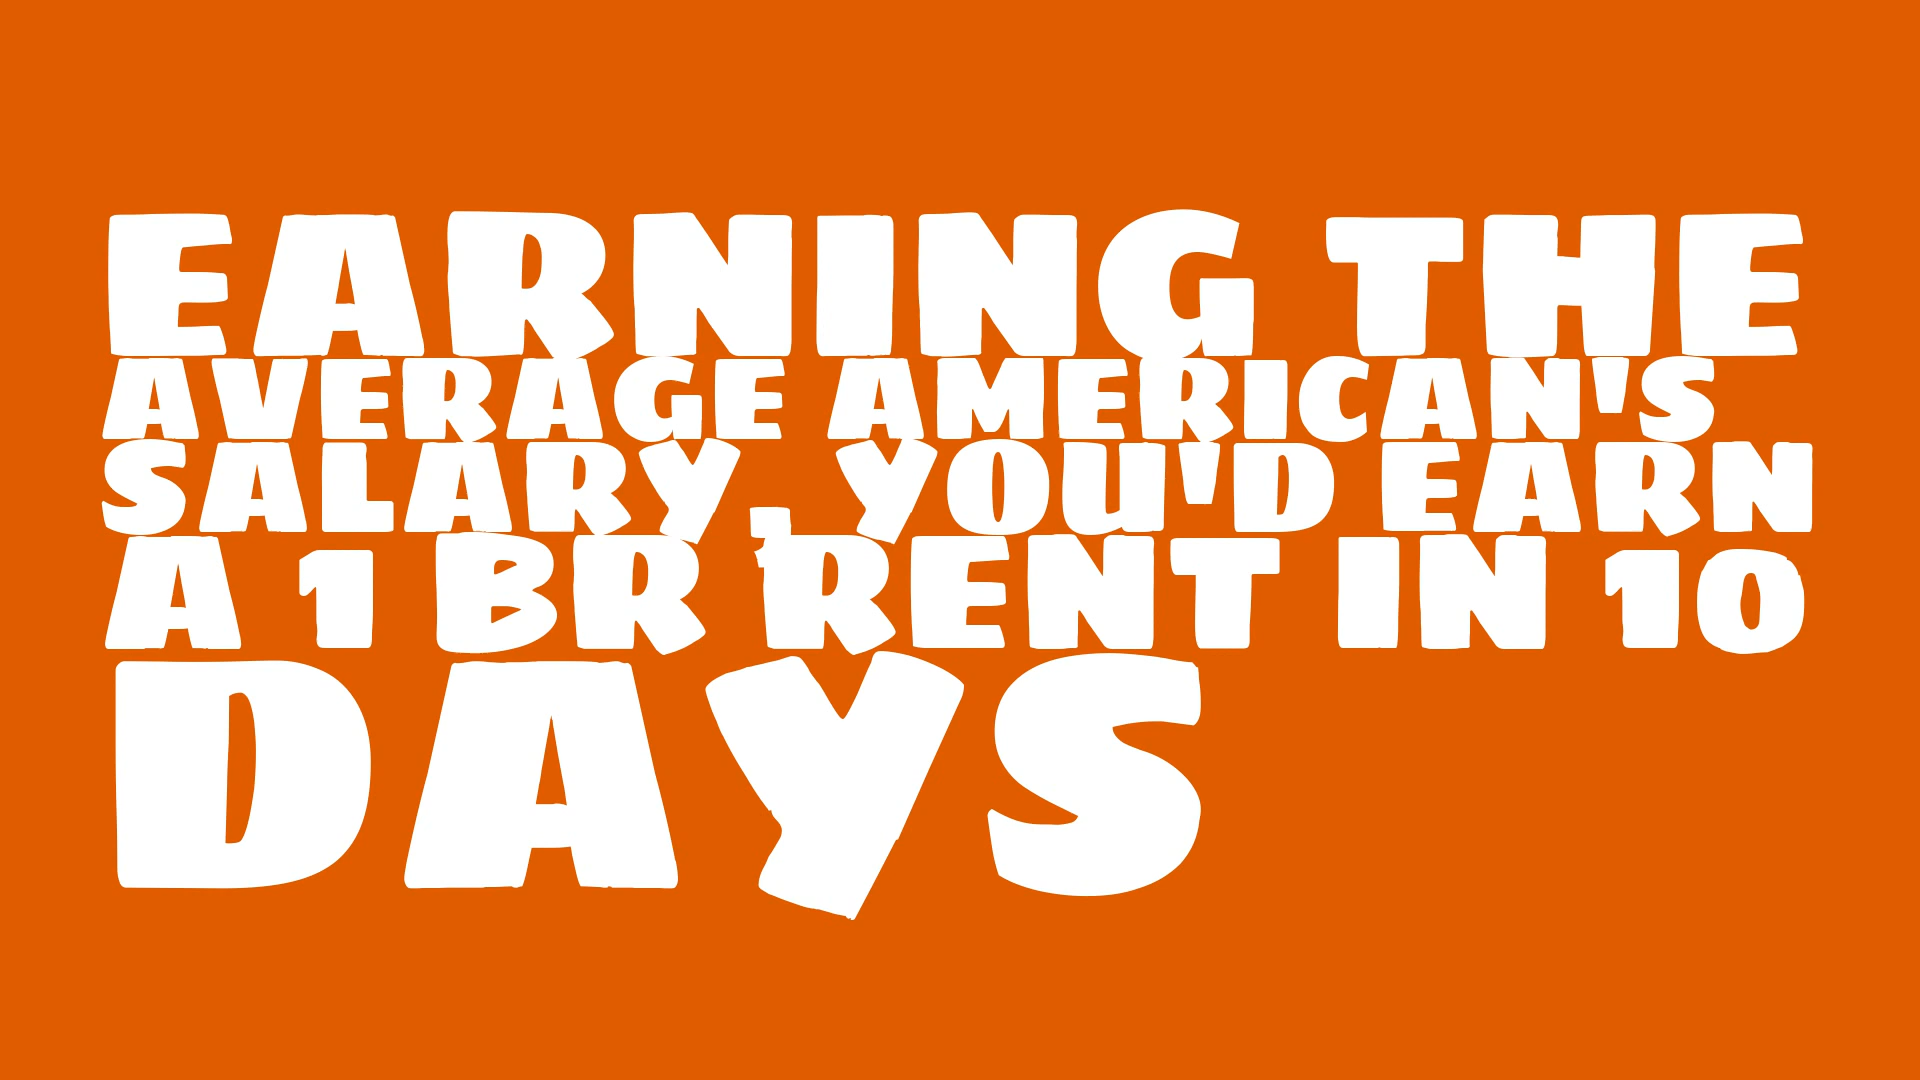 EARNING THE
AVERAGE AMERICAN'S
SALARY, YOU'D EARN
A 1 BR RENT IN 10
DAYS